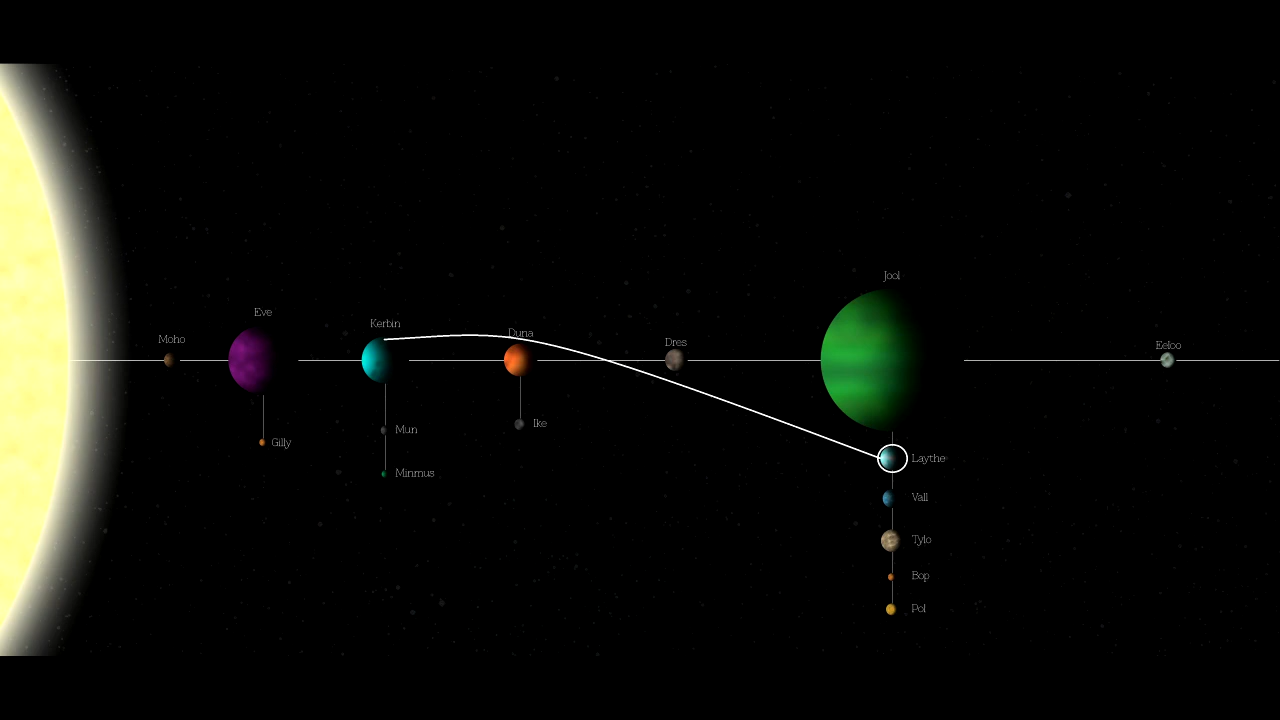 Jool
Eve
Kerbin
Duna
Moho
Dres
Eeloo
Ike
Mun
Gilly
Laythe
Minmus
Vall
Tylo
Bop
Pol